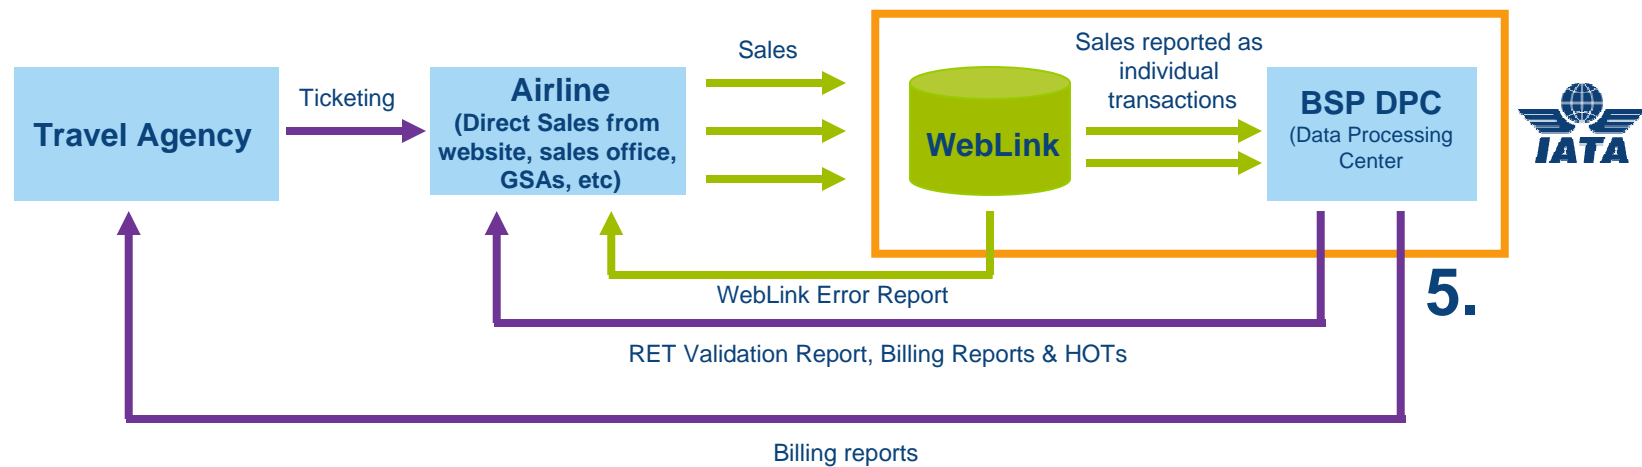 Sales
Sales reported as
individual
transactions
Ticketing
Travel Agency
Airline
(Direct Sales from
website, sales office,
GSAs, etc)
WebLink
BSP DPC
(Data Processing
Center
IATA
5.
WebLink Error Report
RET Validation Report, Billing Reports & HOTs
Billing reports